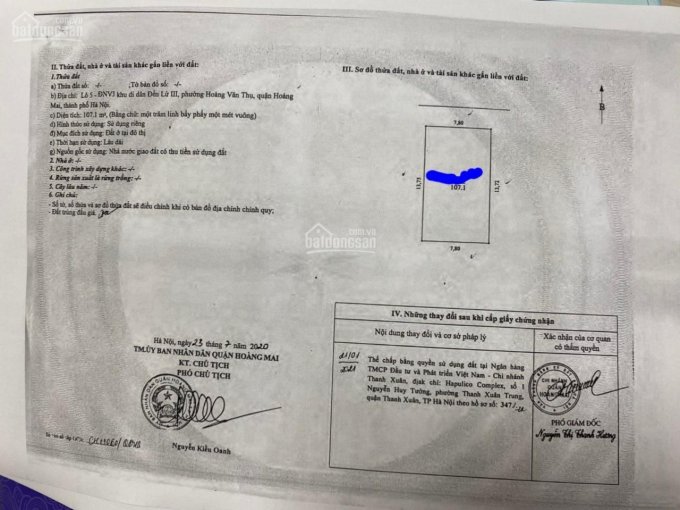 II. Thửa đất, nhà ở và tài sản khác gắn liền với đất:
1. Thửa đất:
a) Thửa đất số: -/- ,Tờ bản đồ số: -/-
b) Địa chỉ: Lô 5 - ĐNV3 khu di dân Đền Lừ III, phường Hoàng Văn Thụ, quận Hoàng
Mai, thành phố Hà Nội.
c) Diện tích: 107.1 m², (Bằng chữ: một trăm linh bảy phẩy một mét vuông)
d) Hình thức sử dụng: Sử dụng riêng
đ) Mục đích sử dụng: Đất ở tại đô thị
e) Thời hạn sử dụng: Lâu dài
g) Nguồn gốc sử dụng: Nhà nước giao đất có thu tiền sử dụng đất
2. Nhà ở: -/-
3. Công trình xây dựng khác: -/-
4. Rừng sản xuất là rừng trồng: -/-
5. Cây lâu năm: -/-
6. Ghi chú:
- Số tờ, số thửa và sơ đồ thửa đất sẽ điều chỉnh khi có bản đồ địa chính chính quy;
- Đất trúng đấu giá.
Hà Nội, ngày 23 tháng 7 năm 2020
TM.ỦY BAN NHÂN DÂN QUẬN HOÀNG MAI
KT. CHỦ TỊCH
PHÓ CHỦ TỊCH
Nguyễn Kiều Oanh
III. Sơ đồ thửa đất, nhà ở và tài sản khác gắn liền với đất:
B
7,80
13,73
13,72
107.1
7,80
batdongsan
.com.vn
IV. Những thay đổi sau khi cấp giấy chứng nhận
Nội dung thay đổi và cơ sở pháp lý
Xác nhận của cơ quan
có thẩm quyền
Thế chấp bằng quyền sử dụng đất tại Ngân hàng
TMCP Đầu tư và Phát triển Việt Nam - Chi nhánh
Thanh Xuân, địa chỉ: Hapulico Complex, số 1
Nguyễn Huy Tưởng, phường Thanh Xuân Trung,
quận Thanh Xuân, TP Hà Nội theo hồ sơ số: 347
CHI NHÁNH
QUẬN
HOÀNG MAI
PHÓ GIÁM ĐỐC
Nguyễn Thị Thanh Hương